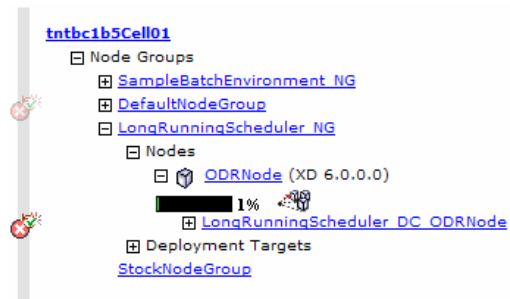 tntbc1b5Cell01
Node Groups
SampleBatchEnvironment_NG
DefaultNodeGroup
LongRunningScheduler_NG
Nodes
ODRNode (XD 6.0.0.0)
1%
LongRunningScheduler_DC_ODRNode
Deployment Targets
StockNodeGroup